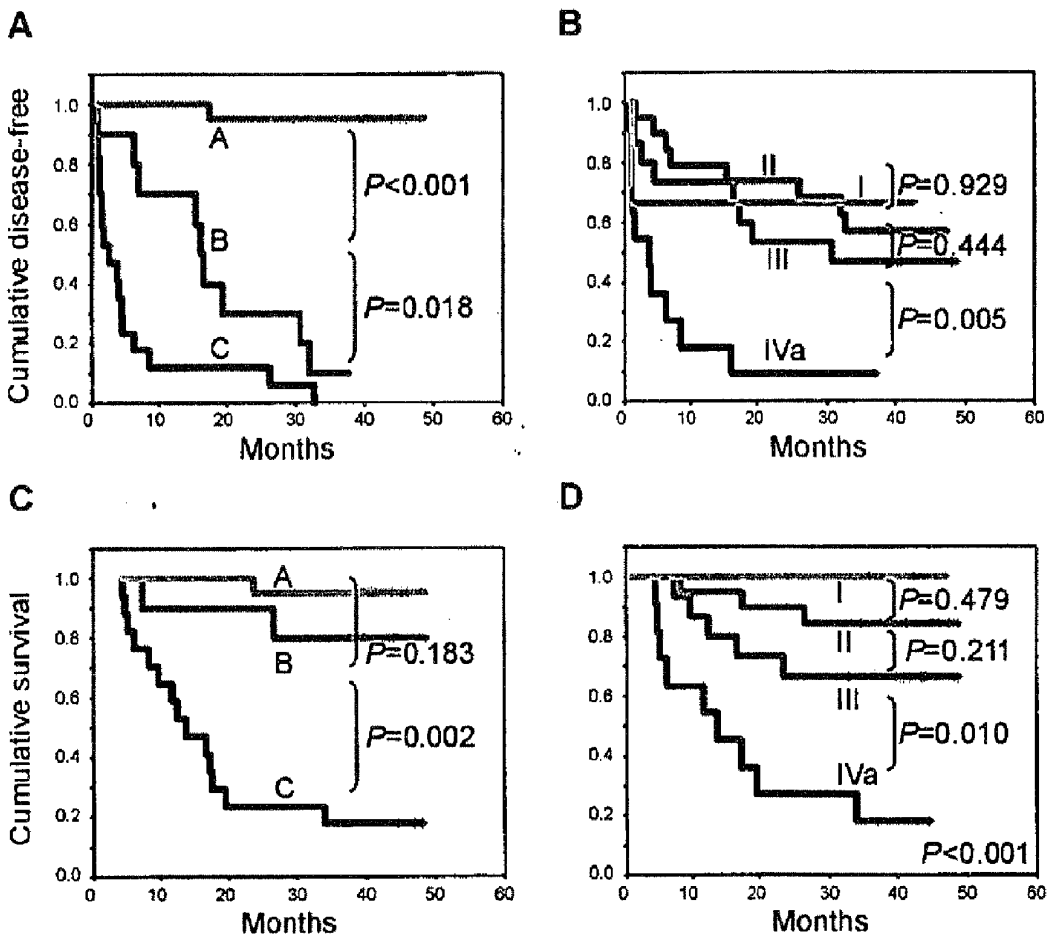 A
Cumulative disease-free
1.0
0.8
0.6
0.4
0.2
0.0
A
B
C
P<0.001
P=0.018
0 10 20 30 40 50 60
Months
B
1.0
0.8
0.6
0.4
0.2
0.0
II
I
III
IVa
P=0.929
P=0.444
P=0.005
0 10 20 30 40 50 60
Months
C
Cumulative survival
1.0
0.8
0.6
0.4
0.2
0.0
A
B
C
P=0.183
P=0.002
0 10 20 30 40 50 60
Months
D
1.0
0.8
0.6
0.4
0.2
0.0
I
II
III
IVa
P=0.479
P=0.211
P=0.010
P<0.001
0 10 20 30 40 50 60
Months